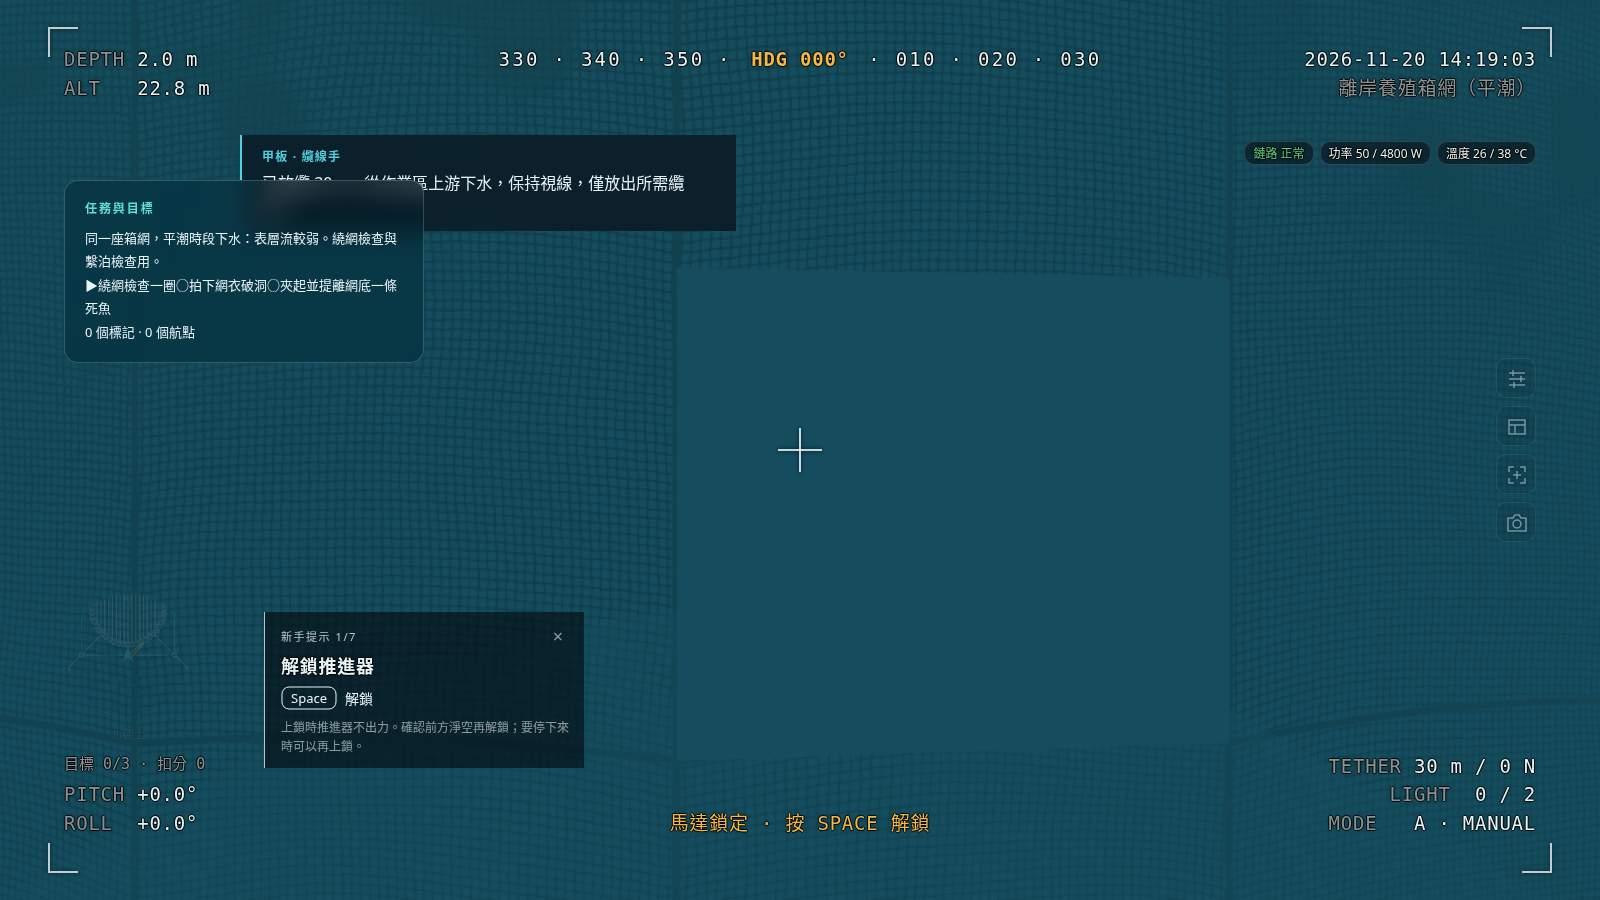 DEPTH 2.0 m
ALT 22.8 m
330 · 340 · 350 · HDG 000° · 010 · 020 · 030
2026-11-20 14:19:03
離岸養殖箱網（平潮）
鏈路 正常
功率 50 / 4800 W
溫度 26 / 38 °C
甲板 · 纜線手
區上游下水，保持視線，僅放出所需纜
任務與目標
同一座箱網，平潮時段下水：表層流較弱。繞網檢查與
繫泊檢查用。
▶繞網檢查一圈○拍下網衣破洞○夾起並提離網底一條
死魚
0 個標記 · 0 個航點
新手提示 1/7
×
解鎖推進器
Space 解鎖
上鎖時推進器不出力。確認前方淨空再解鎖；要停下來
時可以再上鎖。
目標 0/3 · 扣分 0
PITCH +0.0°
ROLL +0.0°
馬達鎖定 · 按 SPACE 解鎖
TETHER 30 m / 0 N
LIGHT 0 / 2
MODE A · MANUAL